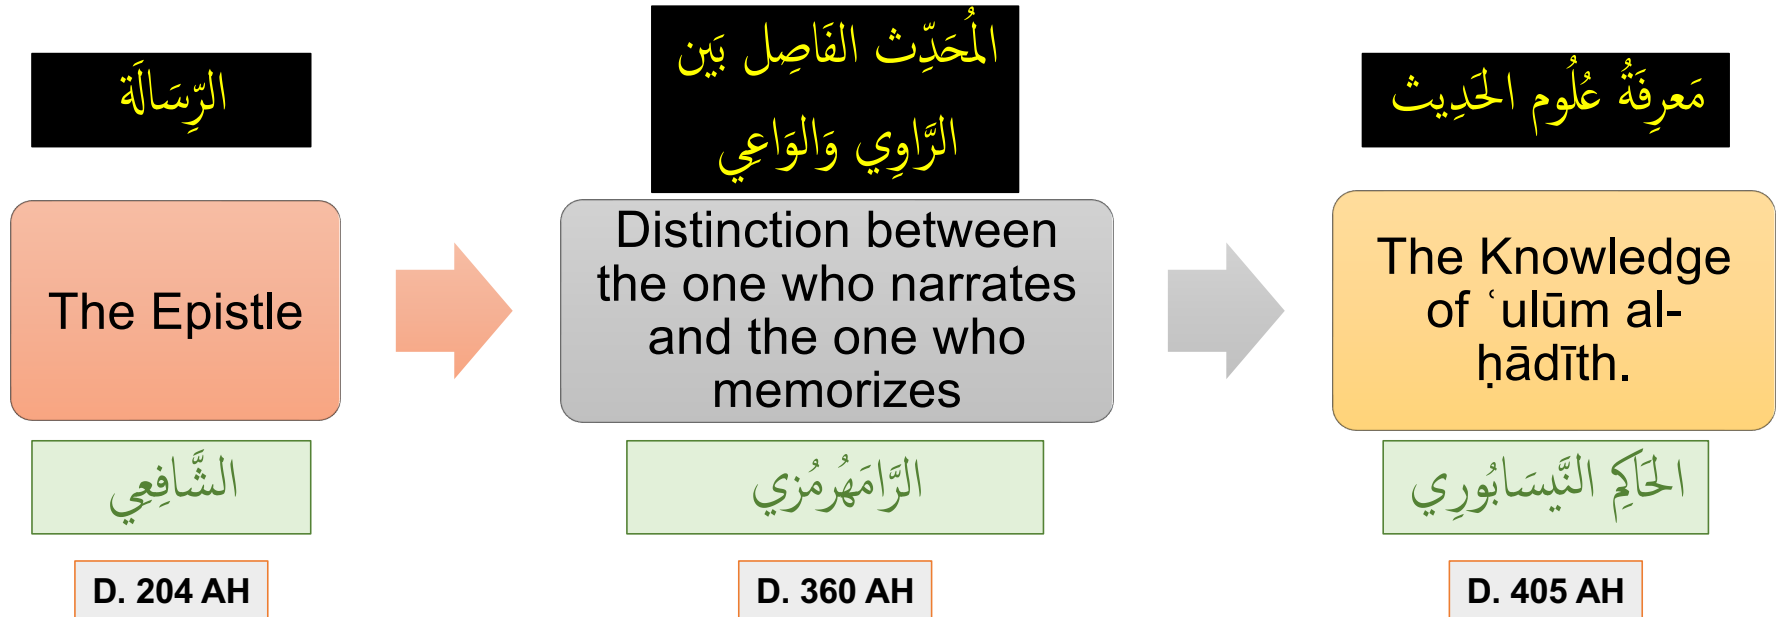 الرِّسَالَة
The Epistle
الشَّافِعِي
D. 204 AH
المُحَدِّث الفَاصِل بَين
الرَّاوِي وَالوَاعِي
Distinction between
the one who narrates
and the one who
memorizes
الرَّامَهُرمُزي
D. 360 AH
مَعرِفَةُ عُلُوم الحَدِيث
The Knowledge
of ʿulūm al-
ḥādīth.
الحَاكِم النَّيسَابُورِي
D. 405 AH